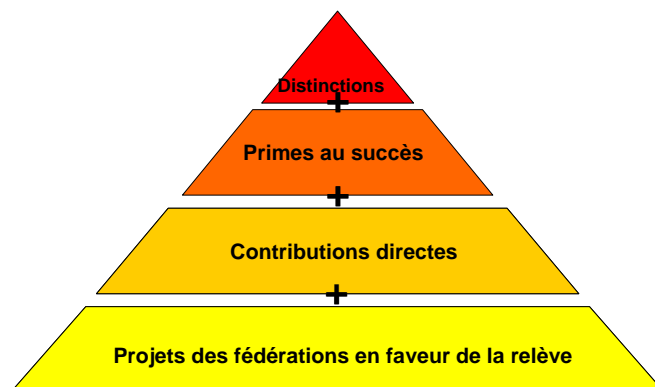 Distinctions
+
Primes au succès
+
Contributions directes
+
Projets des fédérations en faveur de la relève